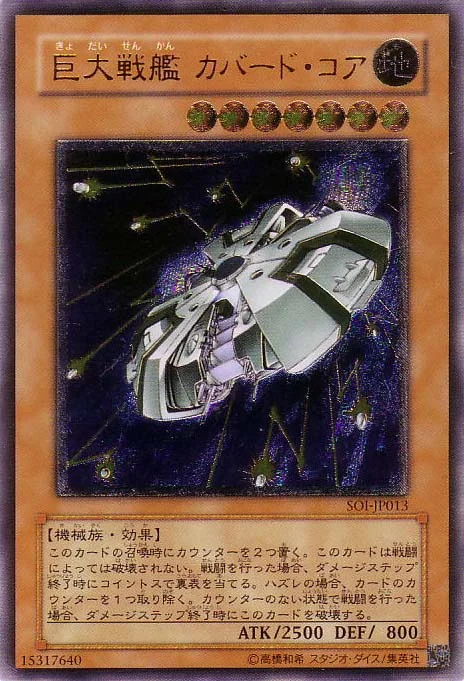 きょ だい せん かん
巨大戦艦 カバード・コア
地
SOI-JP013
【機械族・効果】
このカードの召喚時にカウンターを２つ置く。このカードは戦闘
によっては破壊されない。戦闘を行った場合、ダメージステップ
終了時にコイントスで裏表を当てる。ハズレの場合、カードのカ
ウンターを１つ取り除く。カウンターのない状態で戦闘を行った
場合、ダメージステップ終了時にこのカードを破壊する。
ATK/2500 DEF/ 800
15317640
©高橋和希 スタジオ・ダイス/集英社